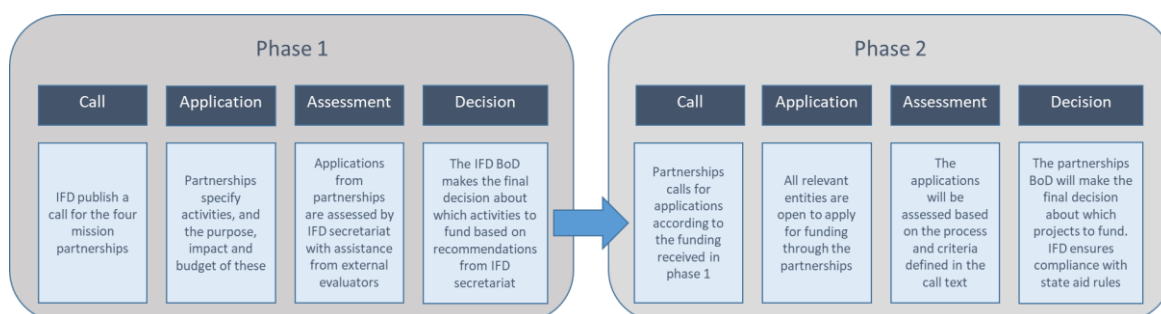 Phase 1
Call
Application
Assessment
Decision
IFD publish a
call for the four
mission
partnerships
Partnerships
specify
activities, and
the purpose,
impact and
budget of these
Applications
from
partnerships
are assessed by
IFD secretariat
with assistance
from external
evaluators
The IFD BoD
makes the final
decision about
which activities to
fund based on
recommendations
from IFD
secretariat
Phase 2
Call
Application
Assessment
Decision
Partnerships
calls for
applications
according to
the funding
received in
phase 1
All relevant
entities are
open to apply
for funding
through the
partnerships
The
applications
will be
assessed based
on the process
and criteria
defined in the
call text
The partnerships
BoD will make the
final decision
about which
projects to fund.
IFD ensures
compliance with
state aid rules